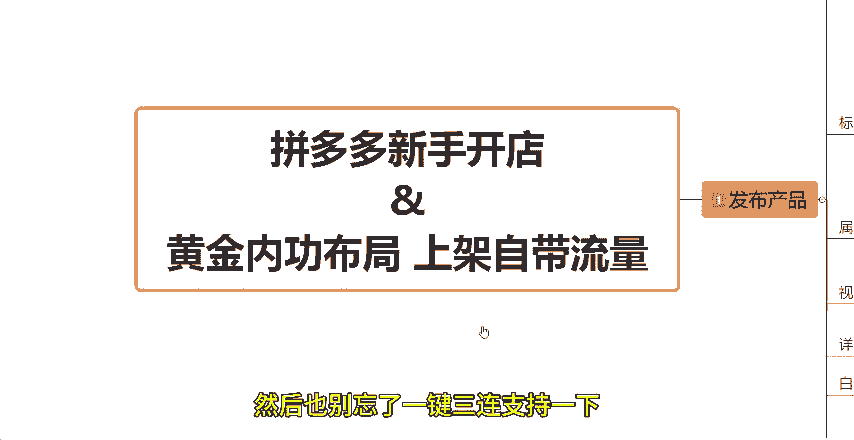 拼多多新手开店
&
黄金内功布局 上架自带流量
发布产品
标
属
视
详
白
然后也别忘了一键三连支持一下